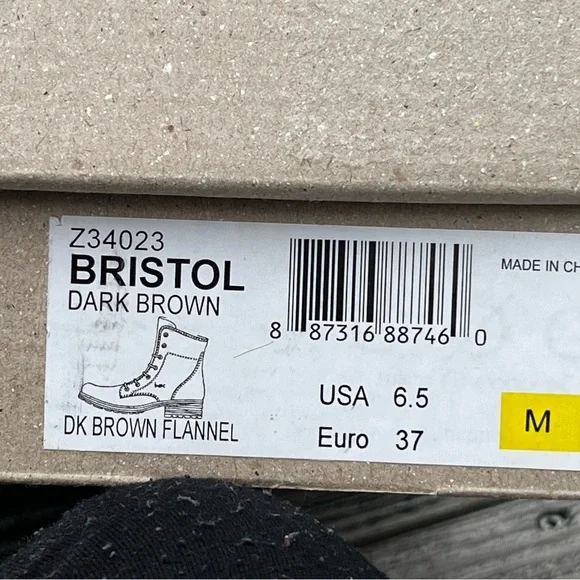 Z34023
BRISTOL
DARK BROWN
DK BROWN FLANNEL
8 87316 88746 0
USA 6.5
Euro 37
MADE IN CH
M